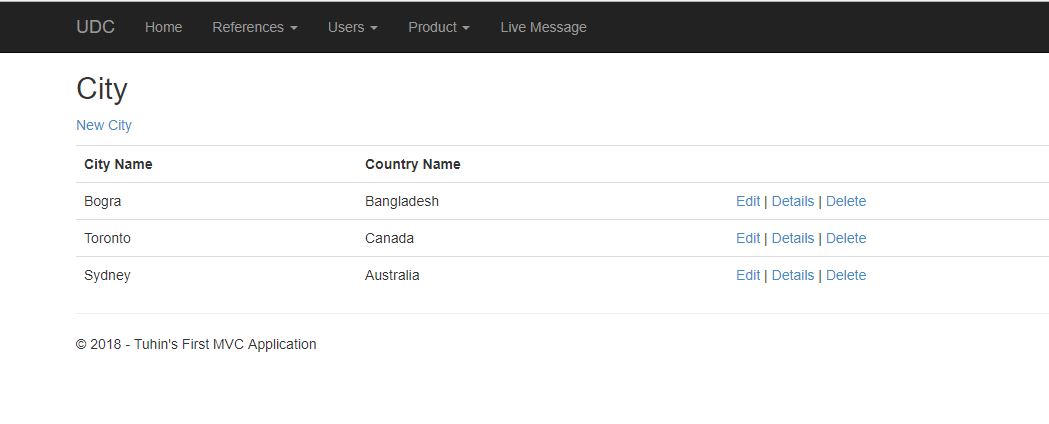 UDC Home References Users Product Live Message
City
New City
City Name Country Name
Bogra Bangladesh Edit | Details | Delete
Toronto Canada Edit | Details | Delete
Sydney Australia Edit | Details | Delete
© 2018 - Tuhin's First MVC Application